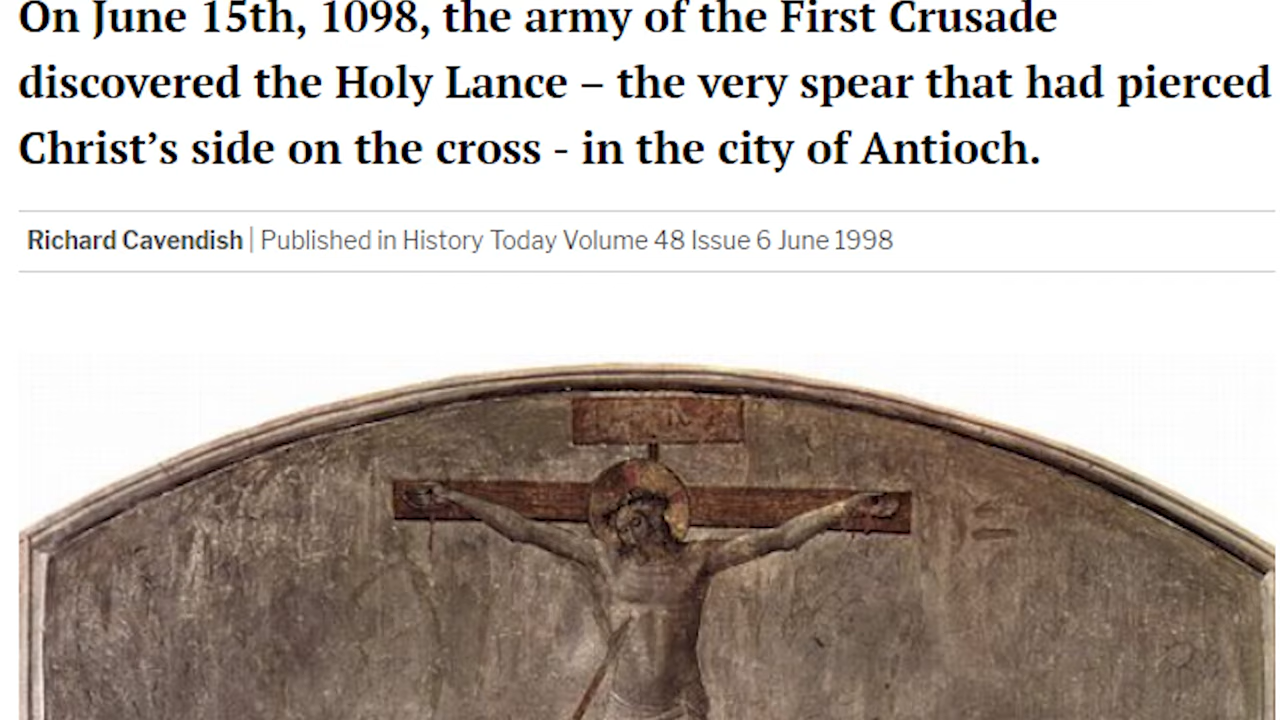 On June 15th, 1098, the army of the First Crusade
discovered the Holy Lance – the very spear that had pierced
Christ’s side on the cross - in the city of Antioch.
Richard Cavendish | Published in History Today Volume 48 Issue 6 June 1998